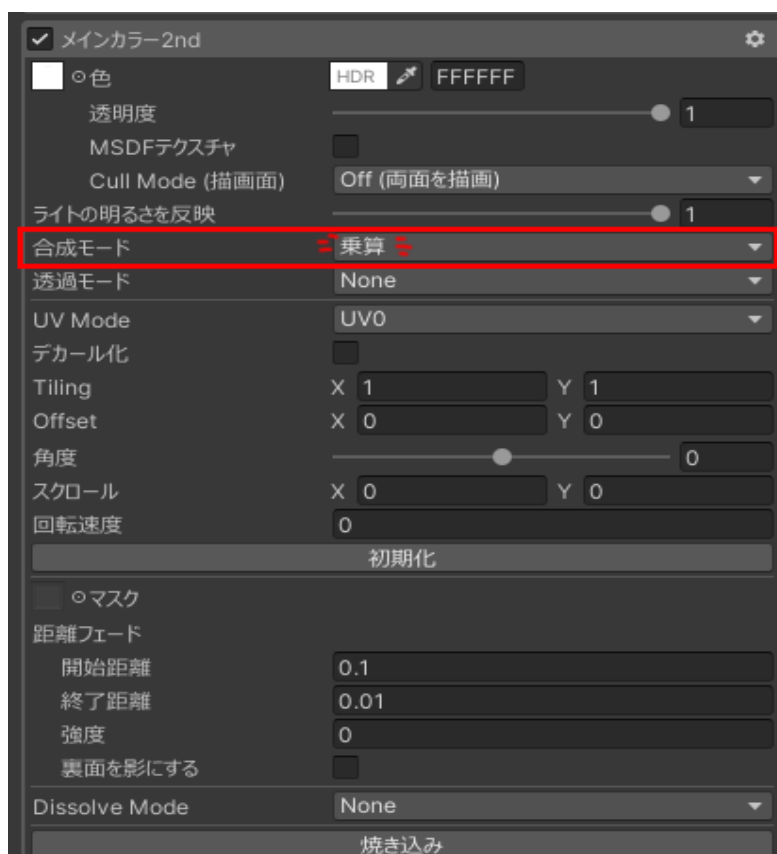 メインカラー2nd
色 HDR FFFFFF
透明度 1
MSDFテクスチャ
Cull Mode (描画面) Off (両面を描画)
ライトの明るさを反映 1
合成モード 乗算
透過モード None
UV Mode UV0
デカール化
Tiling X 1 Y 1
Offset X 0 Y 0
角度 0
スクロール X 0 Y 0
回転速度 0
初期化
マスク
距離フェード
開始距離 0.1
終了距離 0.01
強度 0
裏面を影にする
Dissolve Mode None
焼き込み